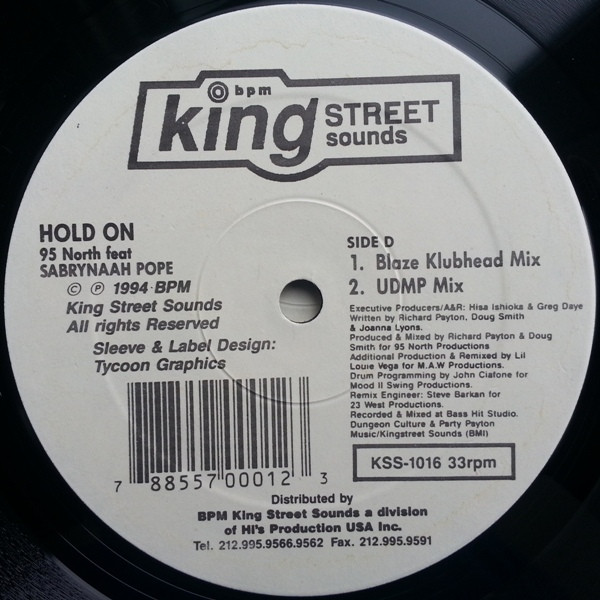 bpm
king STREET
sounds
HOLD ON
95 North feat
SABRYNAAH POPE
© ℗ 1994 BPM
King Street Sounds
All rights Reserved
Sleeve & Label Design:
Tycoon Graphics
7 88557 00012 3
SIDE D
1. Blaze Klubhead Mix
2. UDMP Mix
Executive Producers/A&R: Hisa Ishioka & Greg Daye
Written by Richard Payton, Doug Smith
& Joanna Lyons.
Produced & Mixed by Richard Payton & Doug
Smith for 95 North Productions
Additional Production & Remixed by Lil
Louie Vega for M.A.W Productions.
Drum Programming by John Ciafone for
Mood II Swing Productions.
Remix Engineer: Steve Barkan for
23 West Productions.
Recorded & Mixed at Bass Hit Studio.
Dungeon Culture & Party Payton
Music/Kingstreet Sounds (BMI)
KSS-1016 33rpm
Distributed by
BPM King Street Sounds a division
of Hi's Production USA Inc.
Tel. 212.995.9566.9562 Fax. 212.995.9591